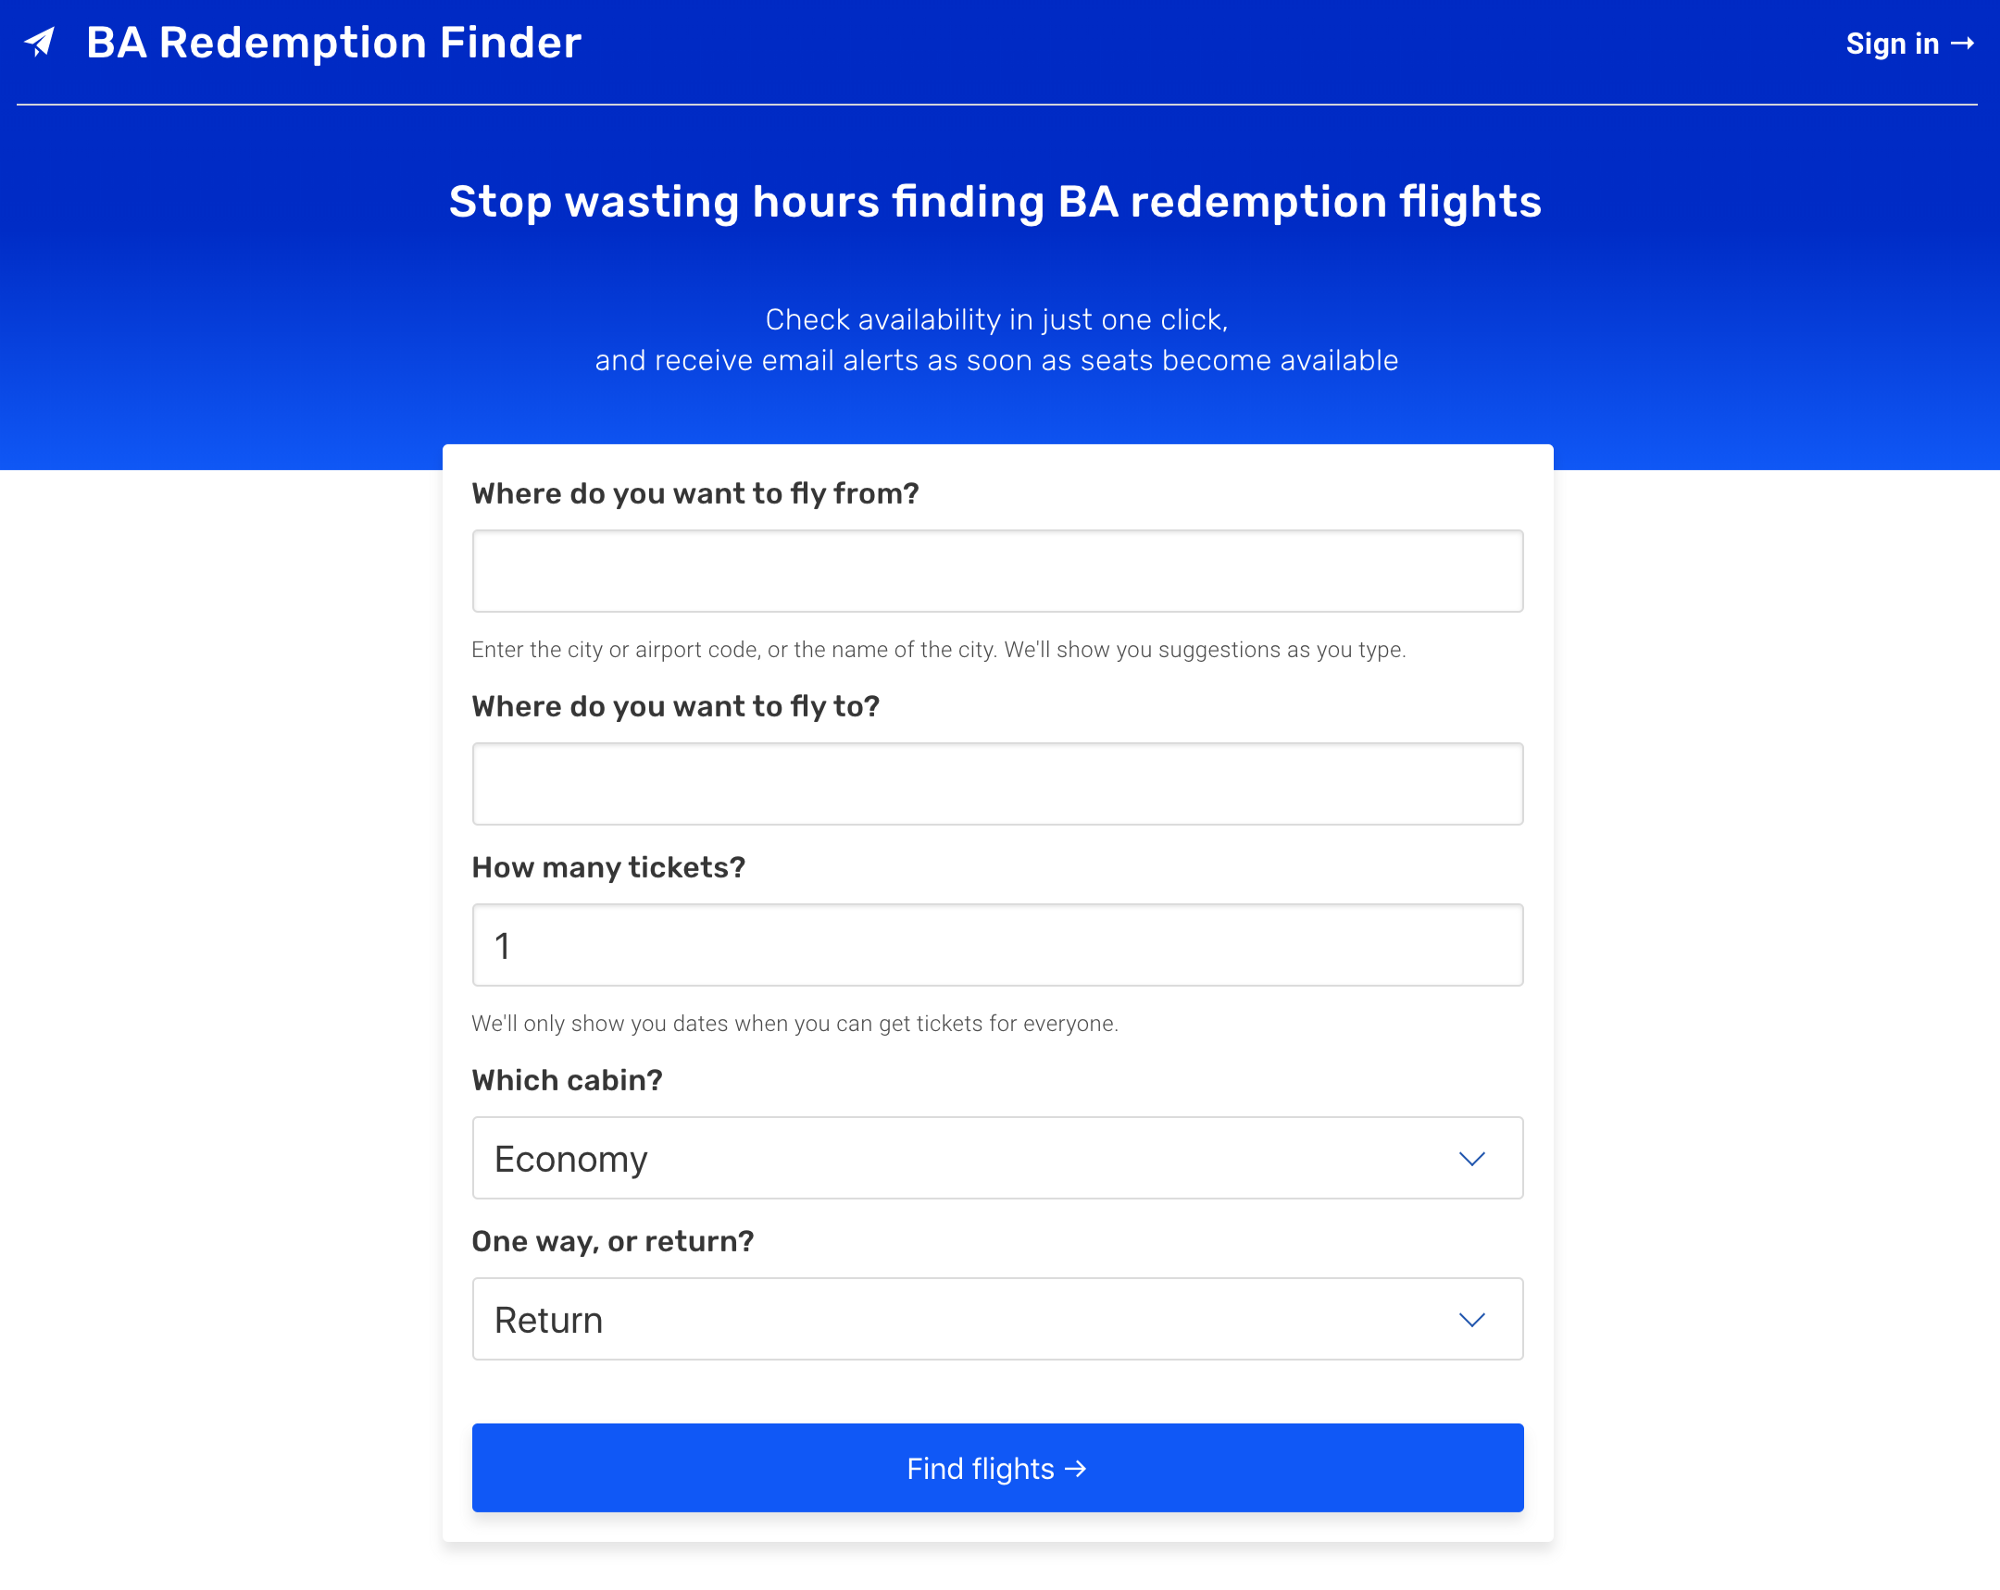 BA Redemption Finder
Sign in →
Stop wasting hours finding BA redemption flights
Check availability in just one click,
and receive email alerts as soon as seats become available
Where do you want to fly from?
Enter the city or airport code, or the name of the city. We'll show you suggestions as you type.
Where do you want to fly to?
How many tickets?
1
We'll only show you dates when you can get tickets for everyone.
Which cabin?
Economy
One way, or return?
Return
Find flights →